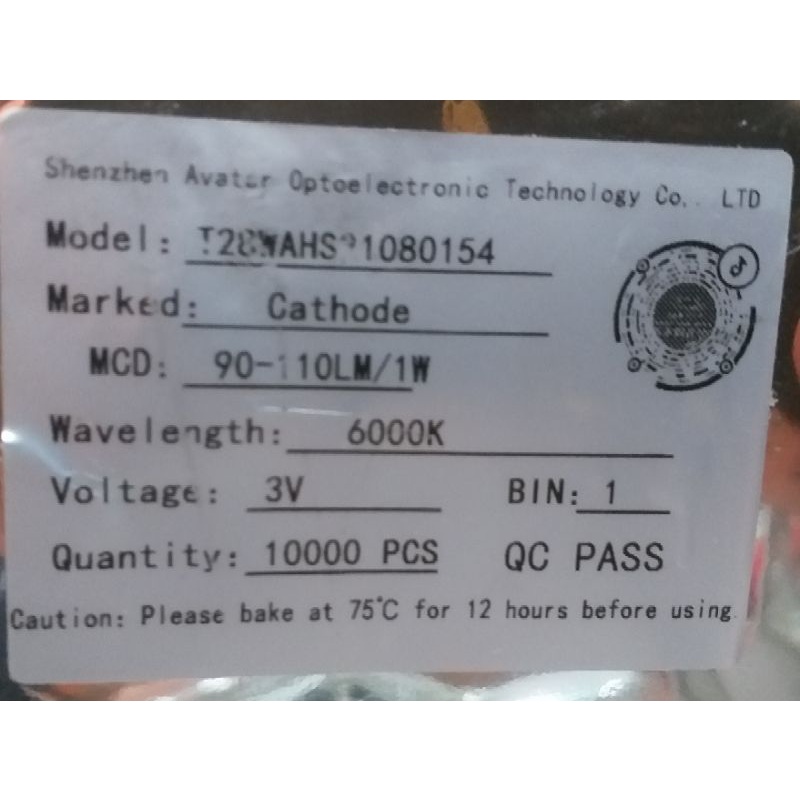 Shenzhen Avatar Optoelectronic Technology Co., LTD
Model:
Marked: Cathode
MCD: 90-110LM/1W
Wavelength: 6000K
Voltage: 3V BIN: 1
Quantity: 10000 PCS QC PASS
Caution: Please bake at 75℃ for 12 hours before using.